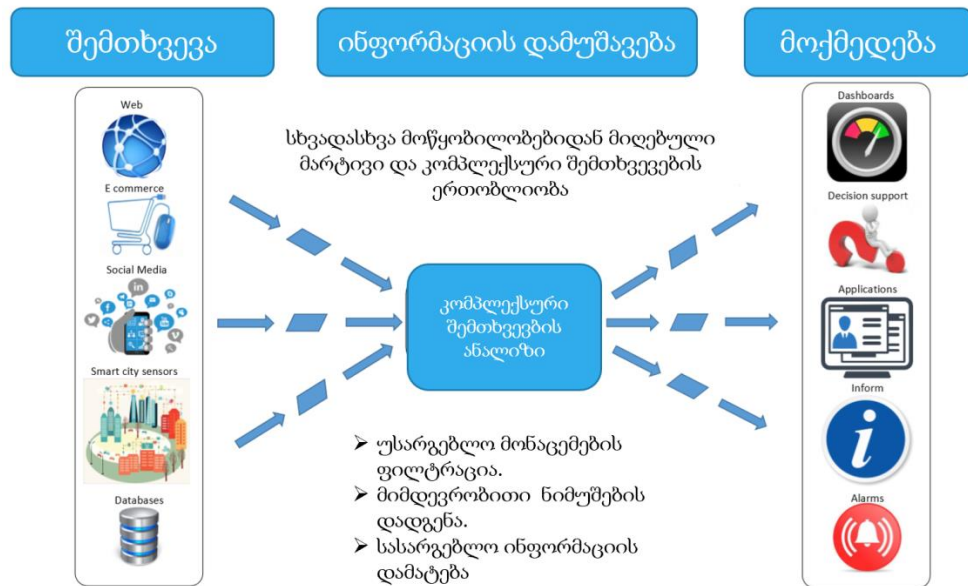 შემთხვევა
ინფორმაციის დამუშავება
მოქმედება
Web
E commerce
Social Media
Smart city sensors
Databases
სხვადასხვა მოწყობილობებიდან მიღებული
მარტივი და კომპლექსური შემთხვევების
ერთობლიობა
კომპლექსური
შემთხვევბის
ანალიზი
➤ უსარგებლო მონაცემების
ფილტრაცია.
➤ მიმდევრობითი ნიმუშების
დადგენა.
➤ სასარგებლო ინფორმაციის
დამატება
Dashboards
Decision support
Applications
Inform
Alarms